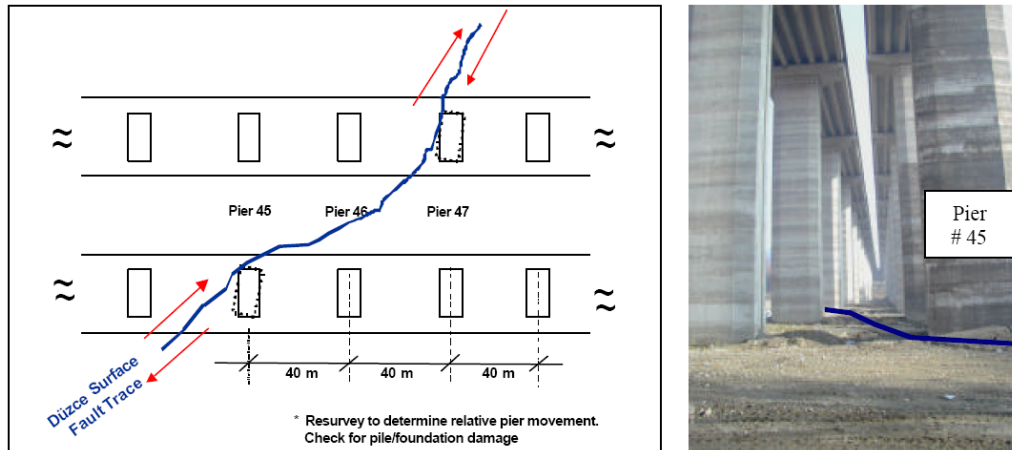 Pier 45
Pier 46
Pier 47
Düzce Surface
Fault Trace
40 m
40 m
40 m
* Resurvey to determine relative pier movement.
Check for pile/foundation damage
Pier
# 45